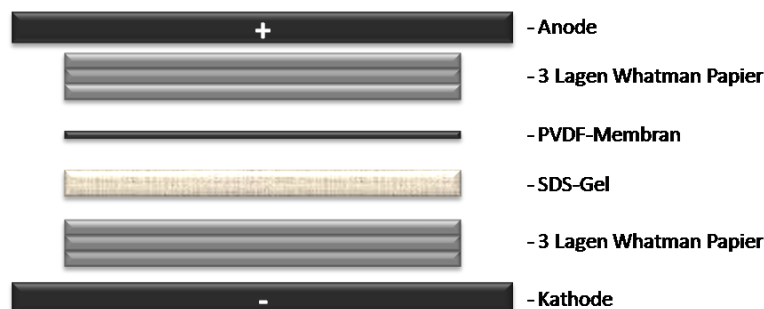 +
- Anode
- 3 Lagen Whatman Papier
- PVDF-Membran
- SDS-Gel
- 3 Lagen Whatman Papier
-
- Kathode